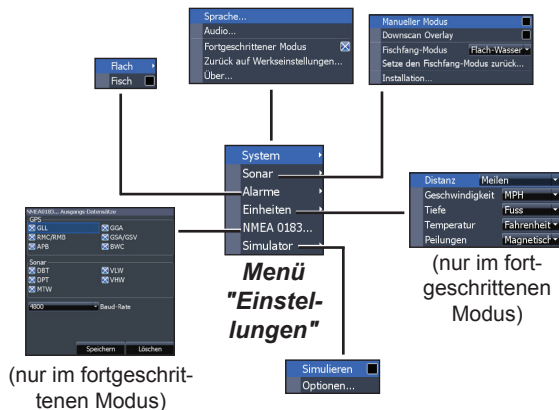 Sprache...
Audio...
Fortgeschrittener Modus
Zurück auf Werkseinstellungen...
Über...
Manueller Modus
Downscan Overlay
Fischfang-Modus Flach-Wasser
Setze den Fischfang-Modus zurück...
Installation...
Flach
Fisch
System
Sonar
Alarme
Einheiten
NMEA 0183...
Simulator
Menü
"Einstel-
lungen"
Distanz Meilen
Geschwindigkeit MPH
Tiefe Fuss
Temperatur Fahrenheit
Peilungen Magnetisch
(nur im fort-
geschrittenen
Modus)
NMEA0183... Ausgangs-Datensätze
GPS
GLL GGA
RMC/RMB GSA/GSV
APB BWC
Sonar
DBT VLW
DPT VHW
MTW
4800 Baud-Rate
Speichern Löschen
(nur im fortgeschrit-
tenen Modus)
Simulieren
Optionen...